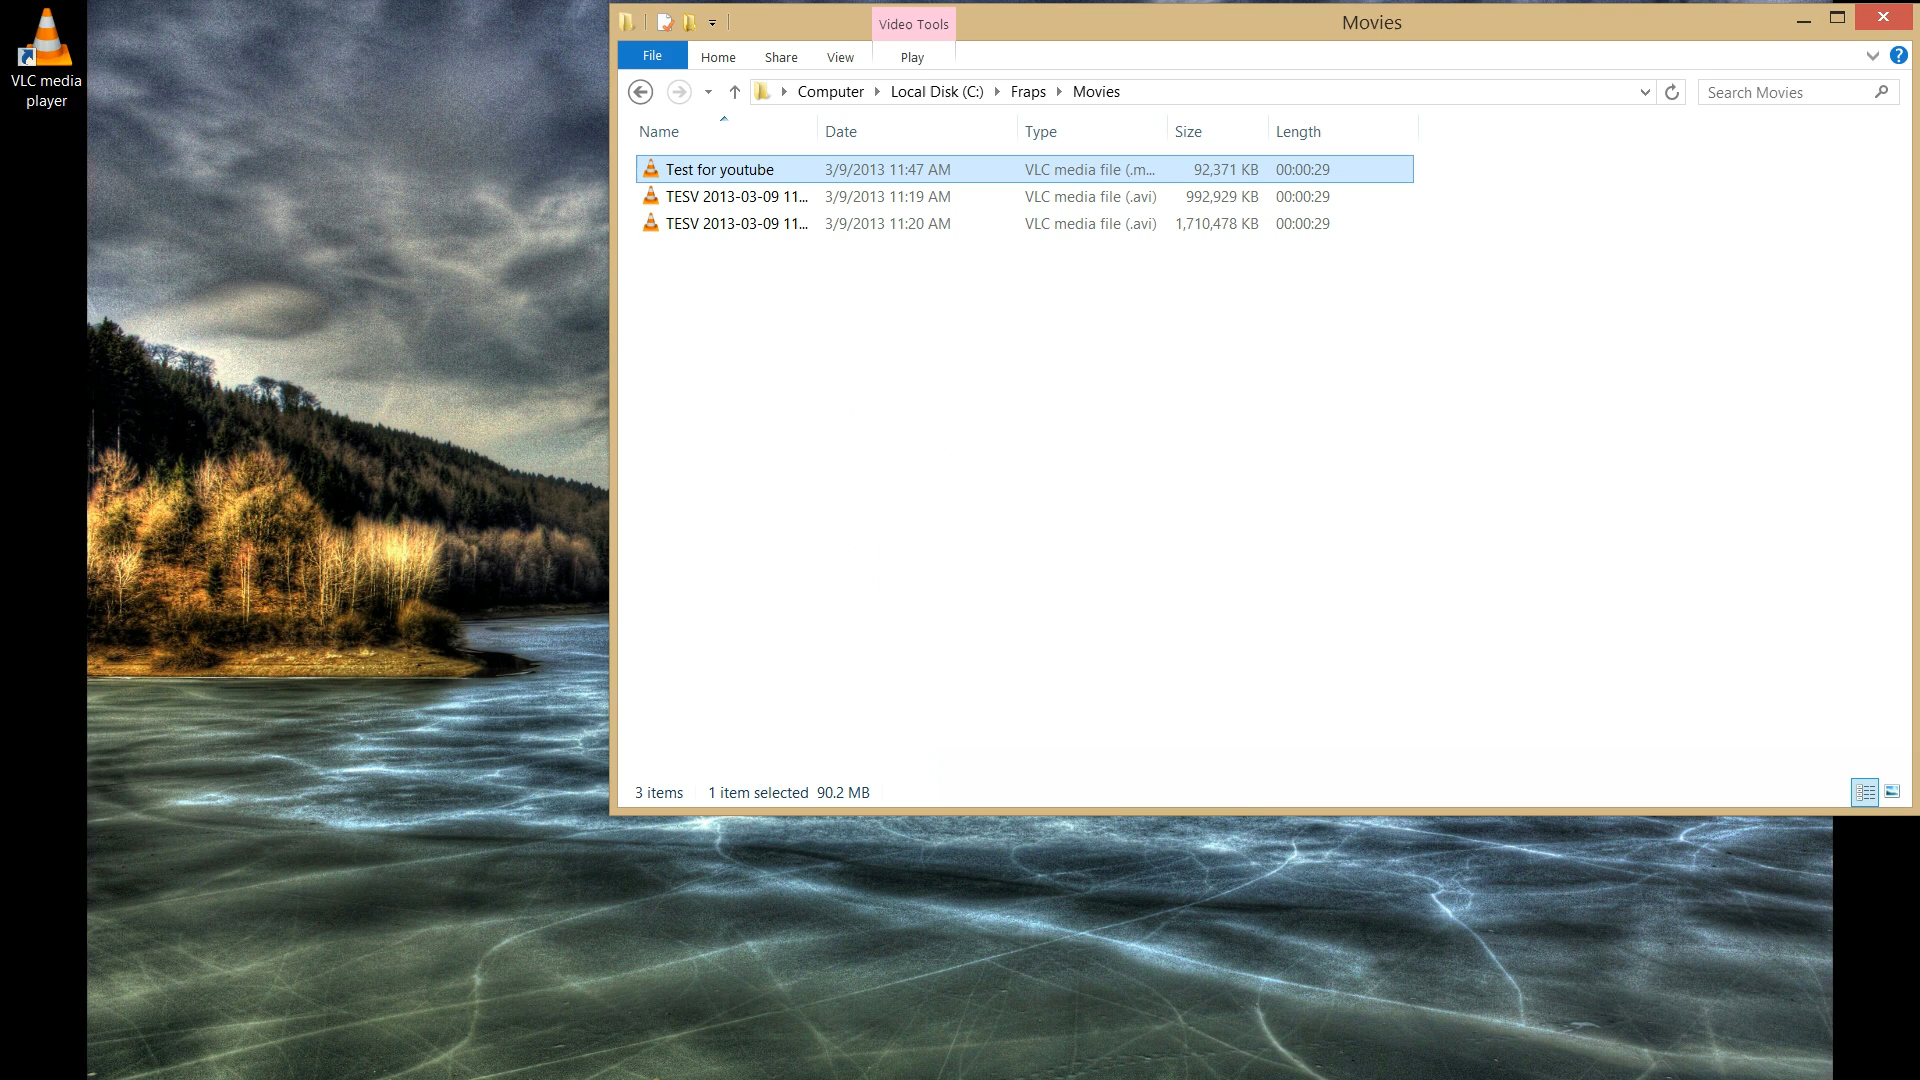 VLC media
player
Video Tools
Movies
File
Home
Share
View
Play
Computer
Local Disk (C:)
Fraps
Movies
Search Movies
Name
Date
Type
Size
Length
Test for youtube
3/9/2013 11:47 AM
VLC media file (.m...
92,371 KB
00:00:29
TESV 2013-03-09 11...
3/9/2013 11:19 AM
VLC media file (.avi)
992,929 KB
00:00:29
TESV 2013-03-09 11...
3/9/2013 11:20 AM
VLC media file (.avi)
1,710,478 KB
00:00:29
3 items
1 item selected 90.2 MB